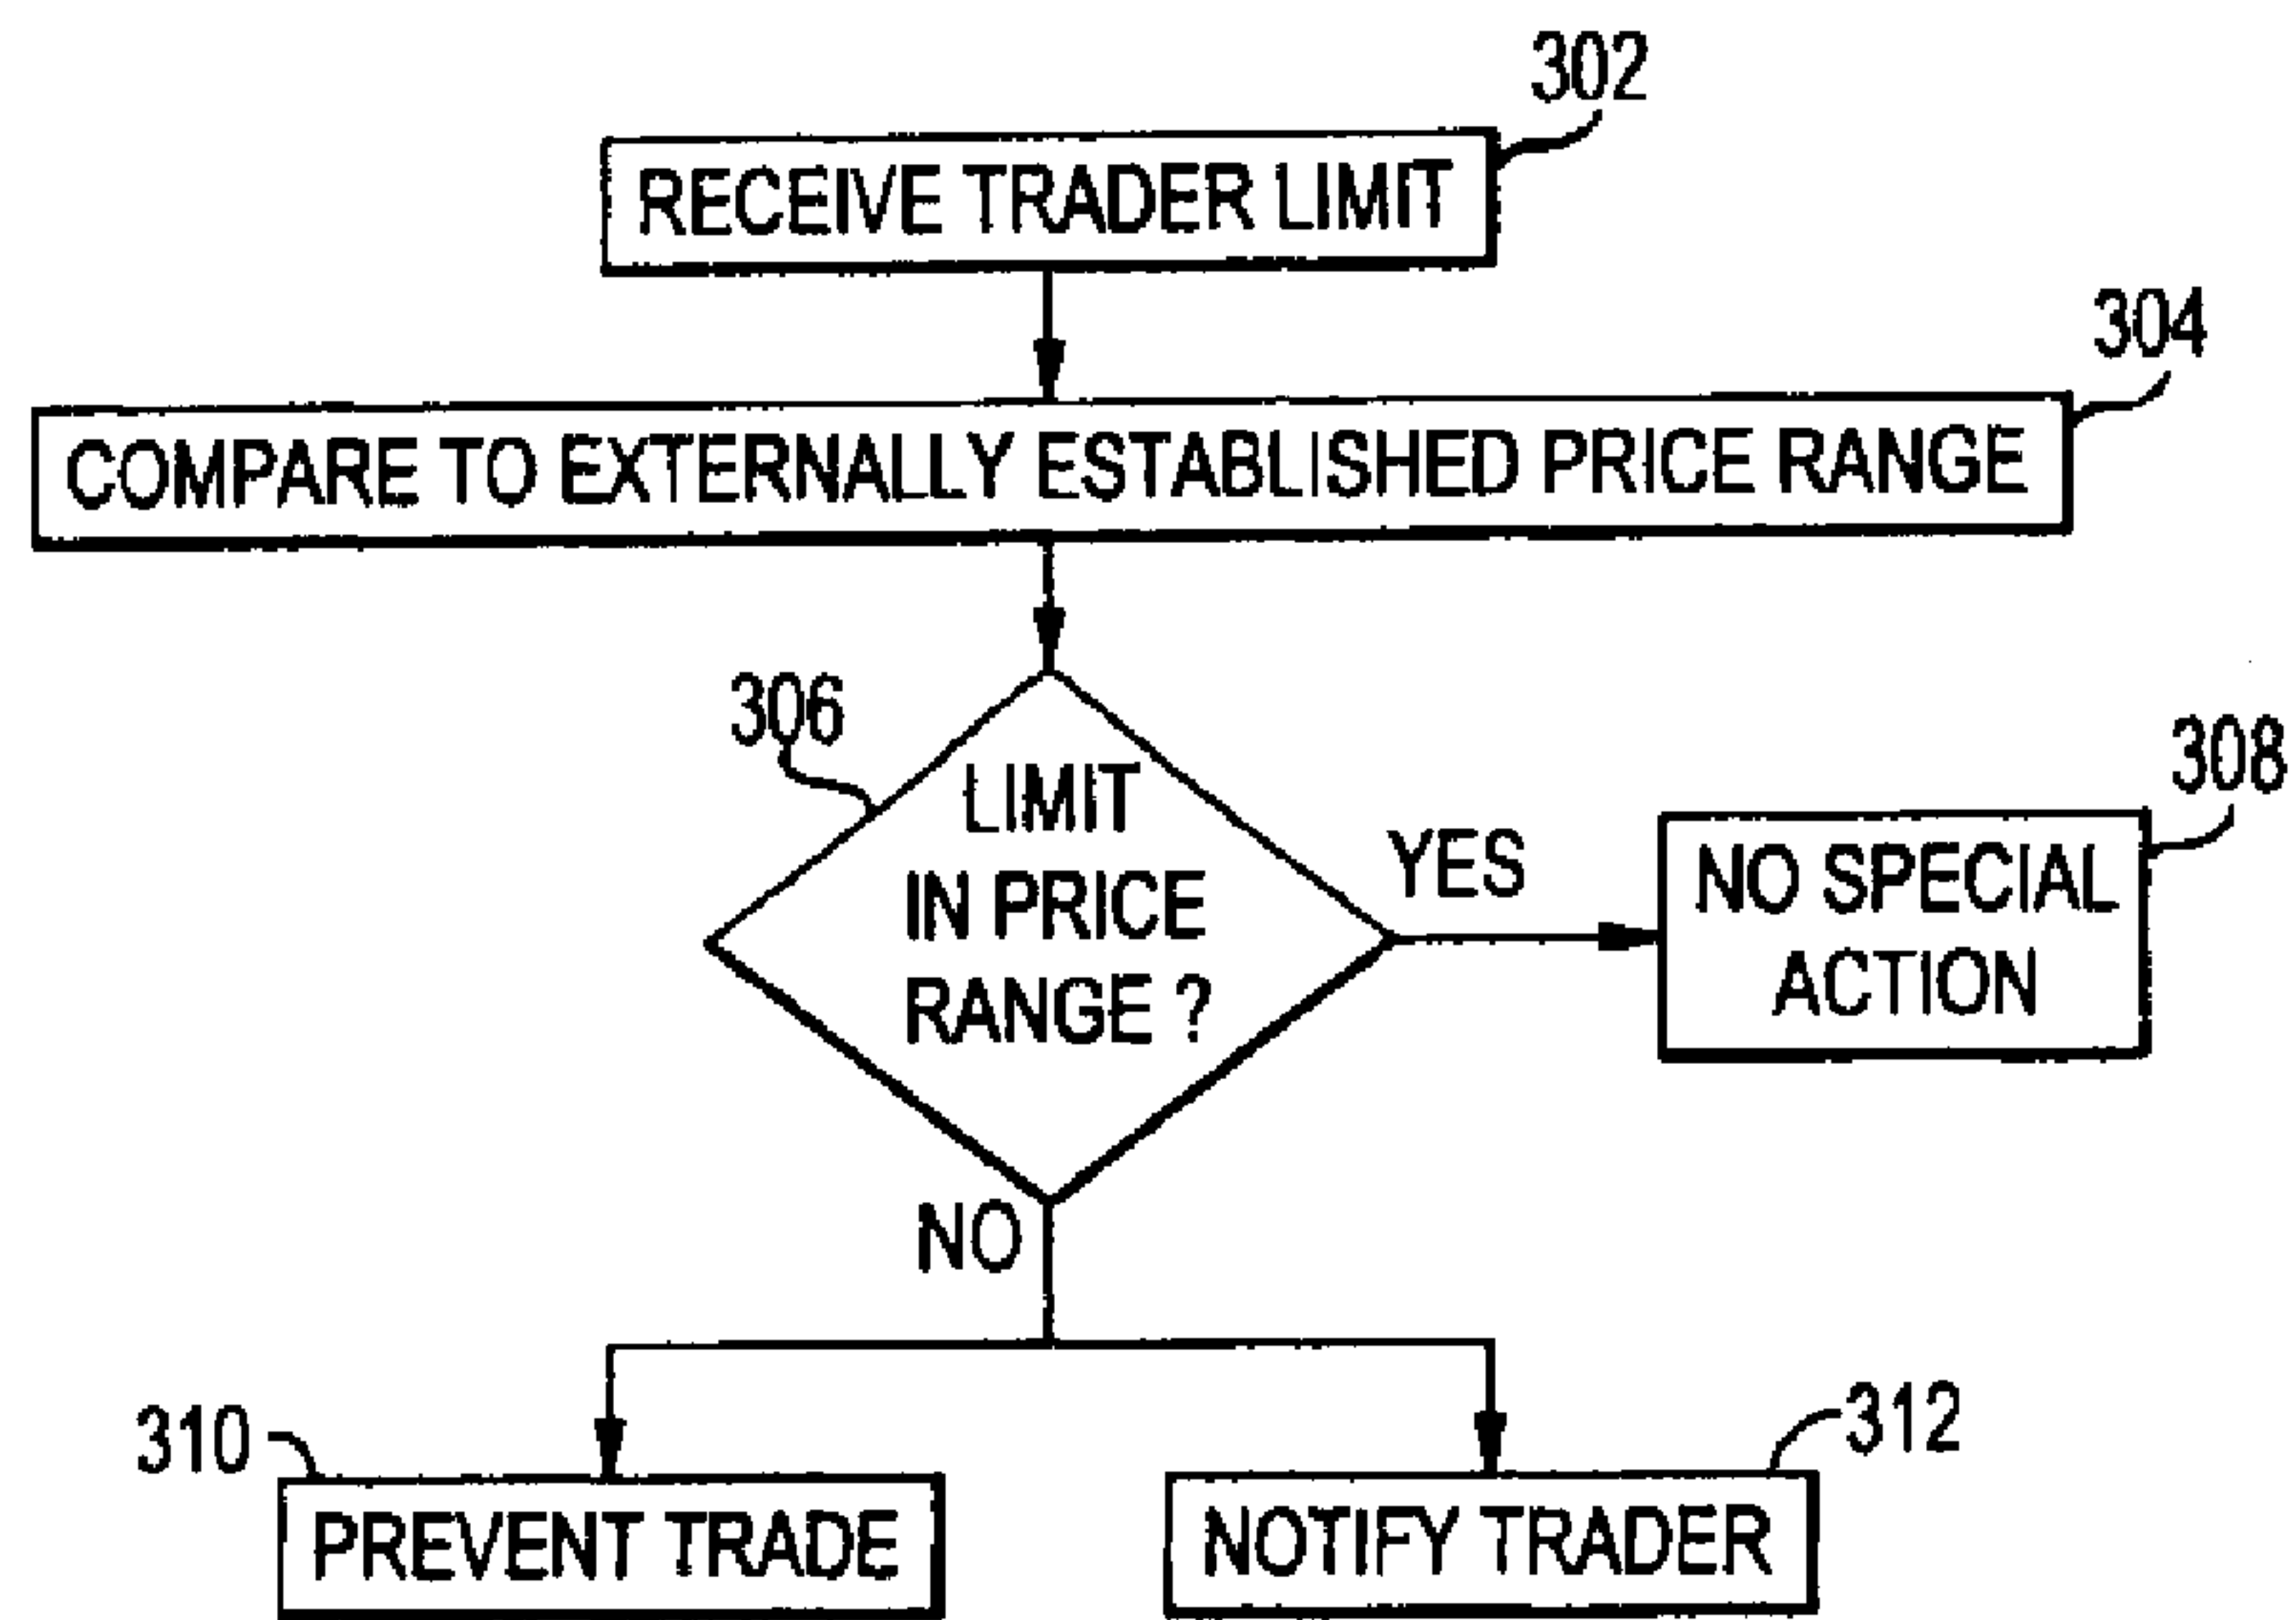 302
RECEIVE TRADER LIMIT
304
COMPARE TO EXTERNALLY ESTABLISHED PRICE RANGE
306
LIMIT
IN PRICE
RANGE ?
YES
308
NO SPECIAL
ACTION
NO
310
PREVENT TRADE
312
NOTIFY TRADER